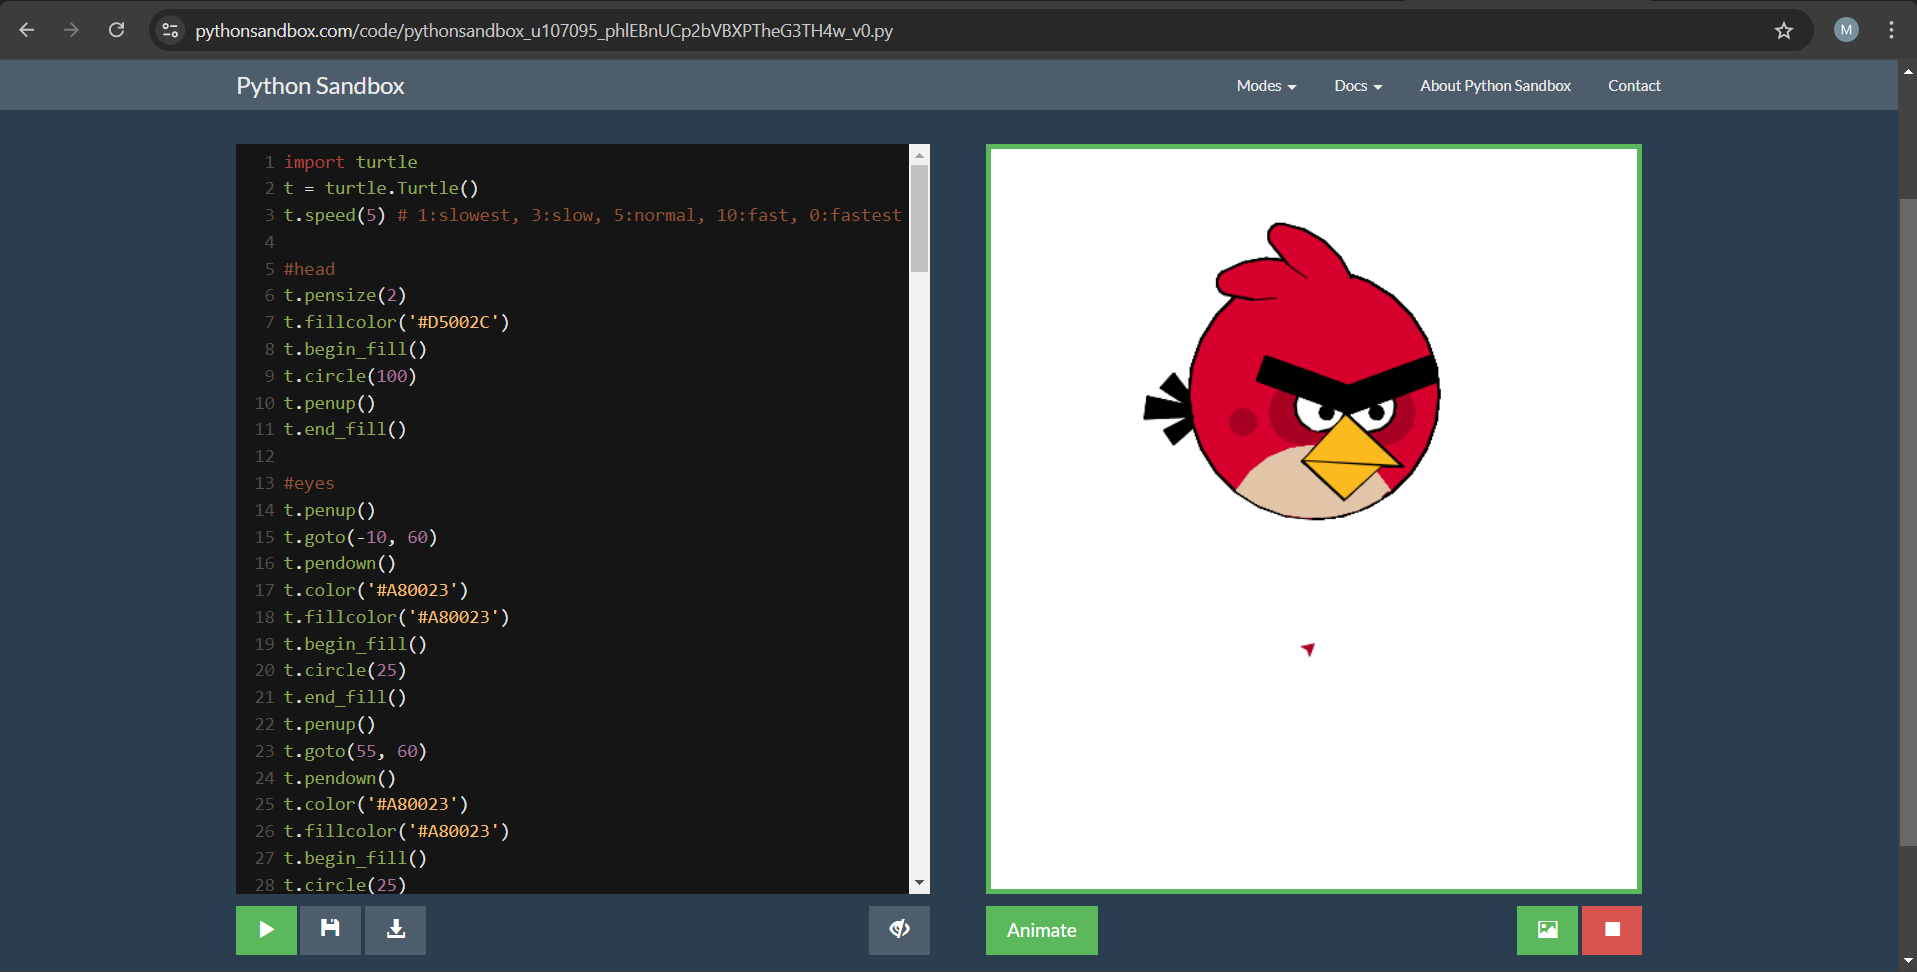 pythonsandbox.com/code/pythonsandbox_u107095_phlEBnUCp2bVBXPTheG3TH4w_v0.py
M
Python Sandbox
Modes
Docs
About Python Sandbox
Contact
1 import turtle
2 t = turtle.Turtle()
3 t.speed(5) # 1:slowest, 3:slow, 5:normal, 10:fast, 0:fastest
4
5 #head
6 t.pensize(2)
7 t.fillcolor('#D5002C')
8 t.begin_fill()
9 t.circle(100)
10 t.penup()
11 t.end_fill()
12
13 #eyes
14 t.penup()
15 t.goto(-10, 60)
16 t.pendown()
17 t.color('#A80023')
18 t.fillcolor('#A80023')
19 t.begin_fill()
20 t.circle(25)
21 t.end_fill()
22 t.penup()
23 t.goto(55, 60)
24 t.pendown()
25 t.color('#A80023')
26 t.fillcolor('#A80023')
27 t.begin_fill()
28 t.circle(25)
Animate